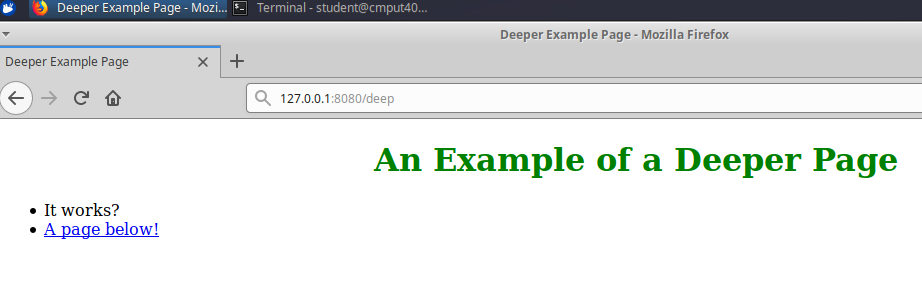 Deeper Example Page - Mozi... Terminal - student@cmput40...
Deeper Example Page - Mozilla Firefox
Deeper Example Page
127.0.0.1:8080/deep
An Example of a Deeper Page
It works?
A page below!